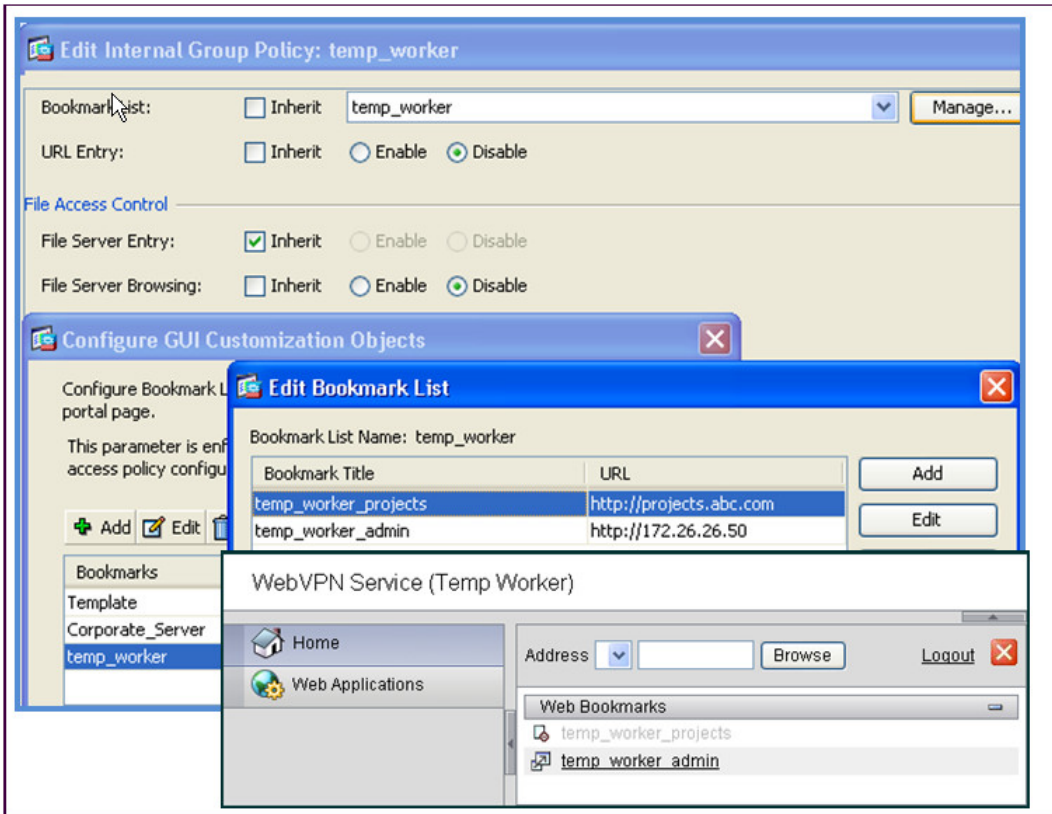 Edit Internal Group Policy: temp_worker
Bookmark List: Inherit temp_worker Manage...
URL Entry: Inherit Enable Disable
File Access Control
File Server Entry: Inherit Enable Disable
File Server Browsing: Inherit Enable Disable
Configure GUI Customization Objects
Configure Bookmark L
portal page.
This parameter is enf
access policy configu
Add Edit
Bookmarks
Template
Corporate_Server
temp_worker
Edit Bookmark List
Bookmark List Name: temp_worker
Bookmark Title URL
temp_worker_projects http://projects.abc.com
temp_worker_admin http://172.26.26.50
Add
Edit
WebVPN Service (Temp Worker)
Home
Web Applications
Address Browse Logout
Web Bookmarks
temp_worker_projects
temp_worker_admin